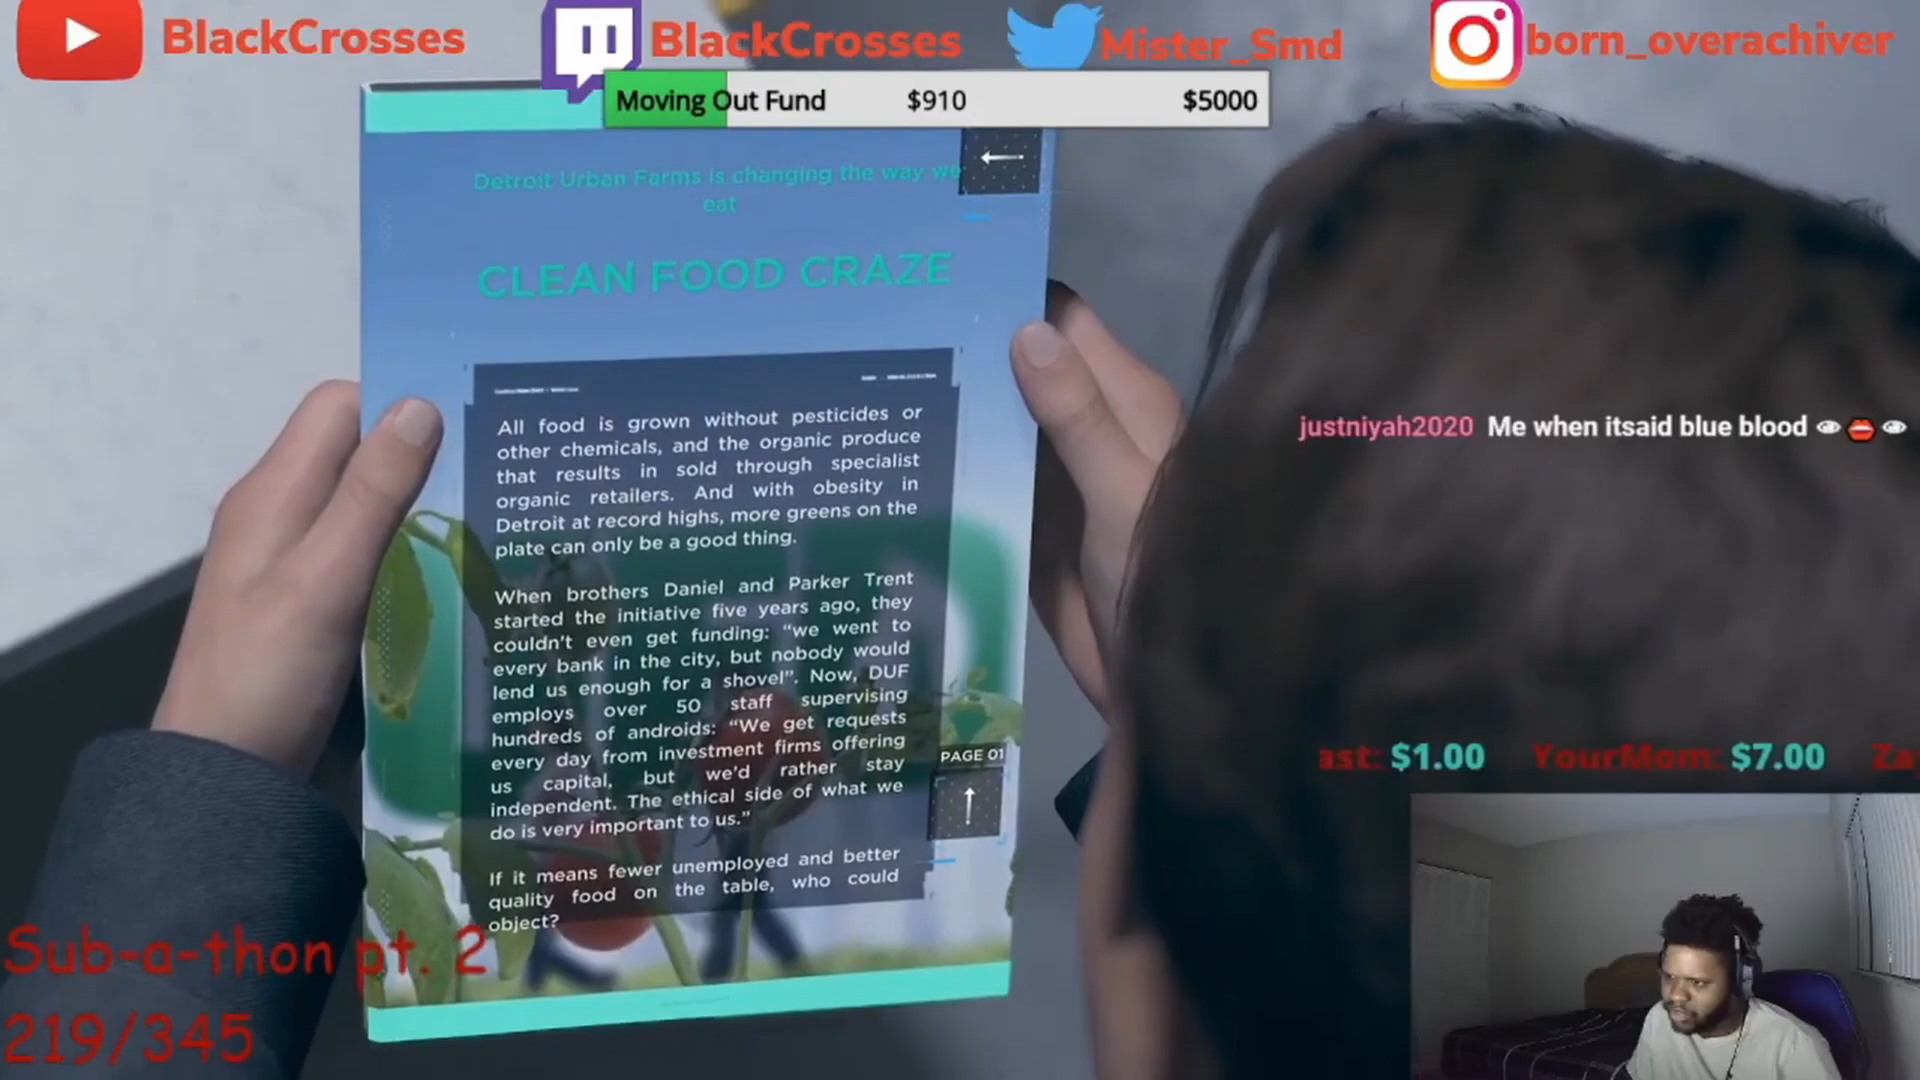 BlackCrosses
BlackCrosses
Mister_Smd
born_overachiver
Moving Out Fund $910 $5000
Detroit Urban Farms is changing the way we
eat
CLEAN FOOD CRAZE
All food is grown without pesticides or
other chemicals, and the organic produce
that results in sold through specialist
organic retailers. And with obesity in
Detroit at record highs, more greens on the
plate can only be a good thing.
When brothers Daniel and Parker Trent
started the initiative five years ago, they
couldn't even get funding: "we went to
every bank in the city, but nobody would
lend us enough for a shovel". Now, DUF
employs over 50 staff supervising
hundreds of androids: "We get requests
every day from investment firms offering
us capital, but we'd rather stay
independent. The ethical side of what we
do is very important to us."
If it means fewer unemployed and better
quality food on the table, who could
object?
PAGE 01
justniyah2020 Me when itsaid blue blood
ast: $1.00 YourMom: $7.00 Za
Sub-a-thon pt. 2
219/345